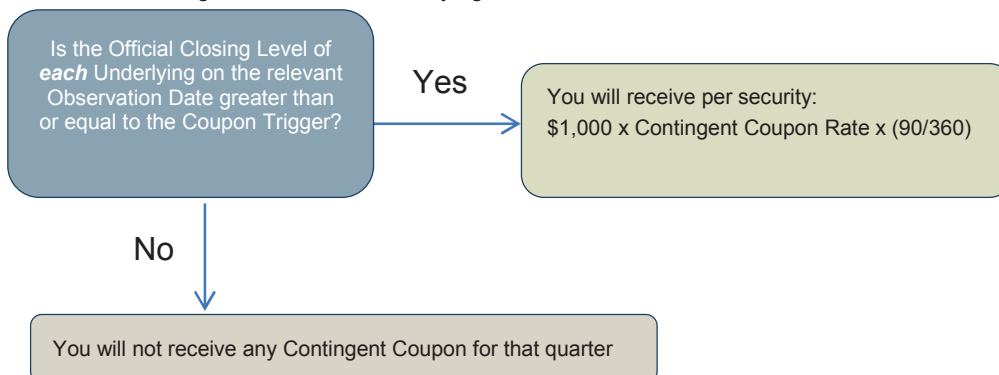 Is the Official Closing Level of
each Underlying on the relevant
Observation Date greater than
or equal to the Coupon Trigger?
Yes
You will receive per security:
$1,000 x Contingent Coupon Rate x (90/360)
No
You will not receive any Contingent Coupon for that quarter